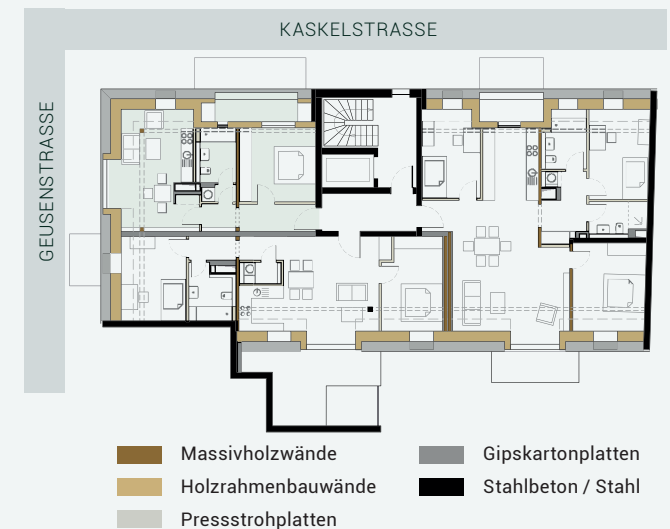 KASKELSTRASSE
GEUSENSTRASSE
Massivholzwände
Holzrahmenbauwände
Pressstrohplatten
Gipskartonplatten
Stahlbeton / Stahl